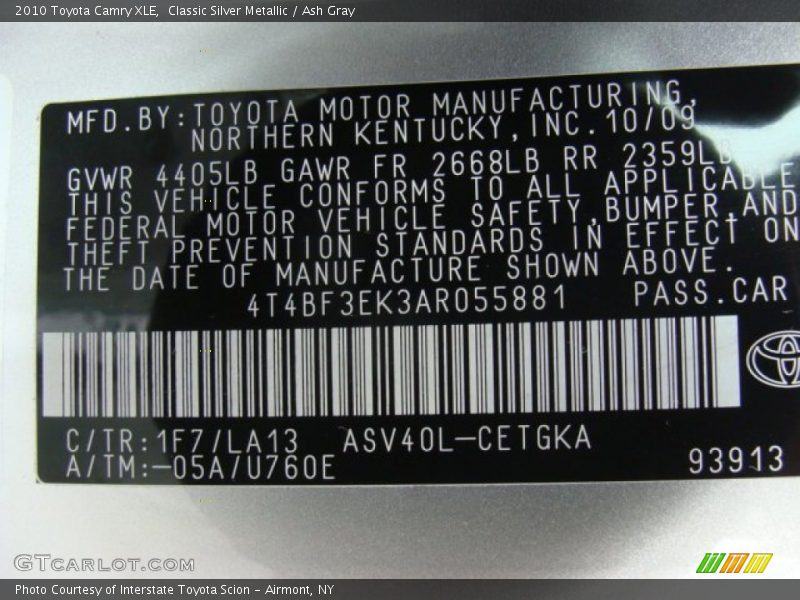 2010 Toyota Camry XLE,  Classic Silver Metallic / Ash Gray
MFD.BY:TOYOTA MOTOR MANUFACTURING,
NORTHERN KENTUCKY,INC.10/09
GVWR 4405LB GAWR FR 2668LB RR 2359LB
THIS VEHICLE CONFORMS TO ALL APPLICABLE
FEDERAL MOTOR VEHICLE SAFETY,BUMPER,AND
THEFT PREVENTION STANDARDS IN EFFECT ON
THE DATE OF MANUFACTURE SHOWN ABOVE.
4T4BF3EK3AR055881 PASS.CAR
C/TR:1F7/LA13 ASV40L-CETGKA
A/TM:-05A/U760E 93913
GTCARLOT.COM
Photo Courtesy of Interstate Toyota Scion - Airmont, NY